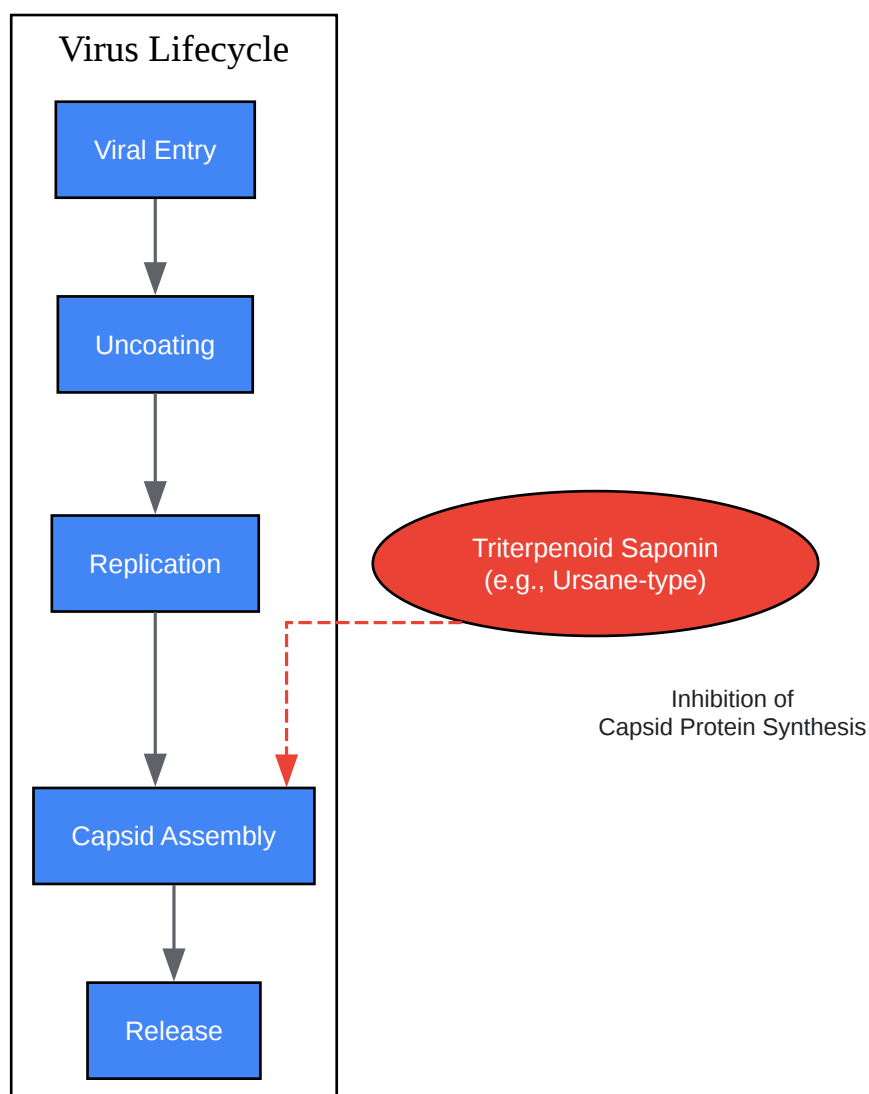 Virus Lifecycle
Viral Entry
Uncoating
Replication
Triterpenoid Saponin
(e.g., Ursane-type)
Inhibition of
Capsid Protein Synthesis
Capsid Assembly
Release